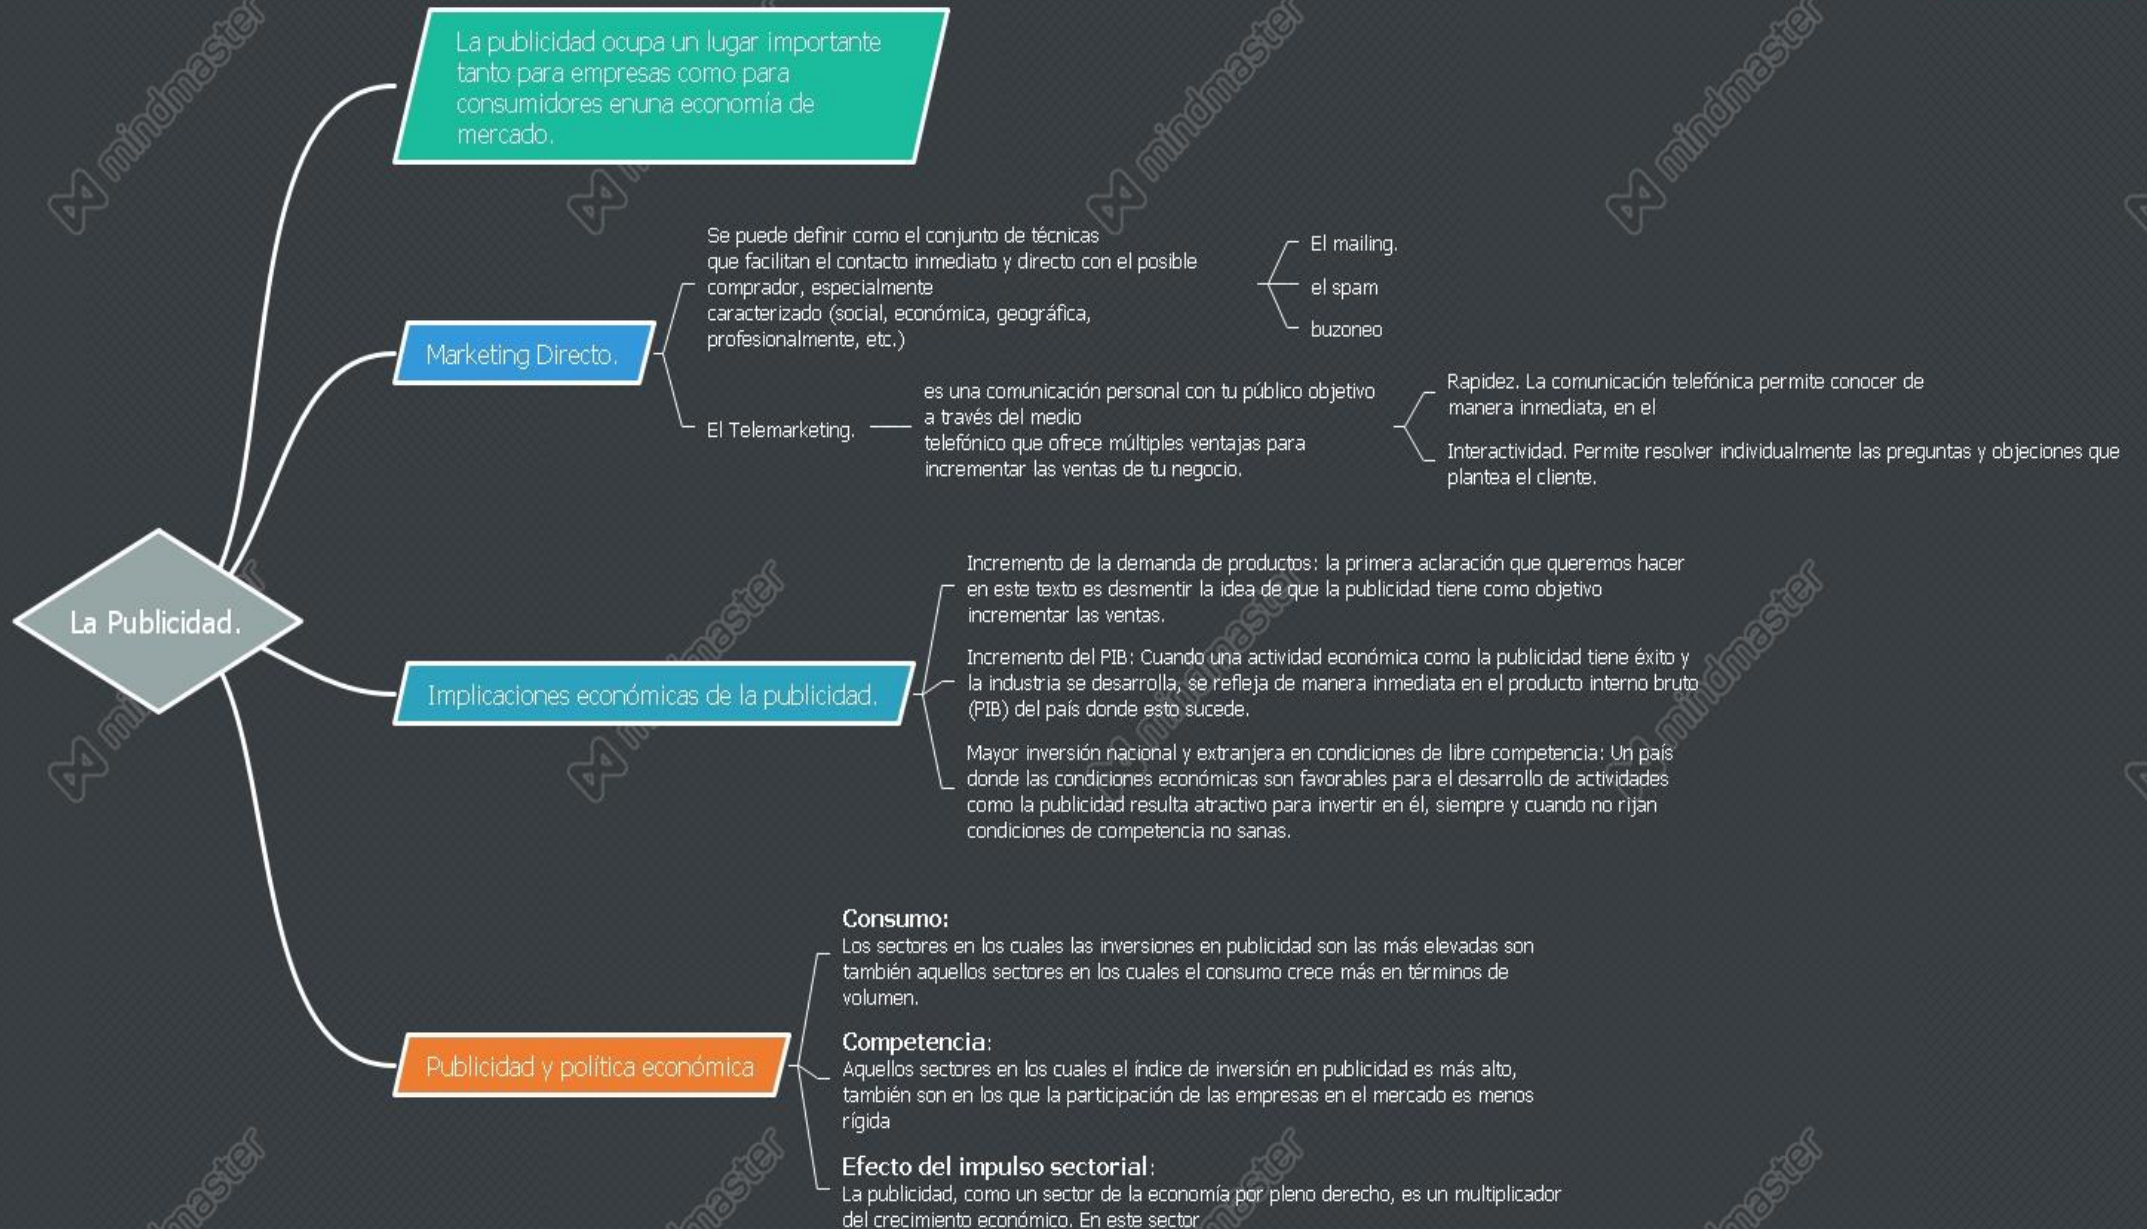 La publicidad ocupa un lugar importante
tanto para empresas como para
consumidores enuna economía de
mercado.
Marketing Directo.
Se puede definir como el conjunto de técnicas
que facilitan el contacto inmediato y directo con el posible
comprador, especialmente
caracterizado (social, económica, geográfica,
profesionalmente, etc.)
El mailing.
el spam
buzoneo
El Telemarketing.
es una comunicación personal con tu público objetivo
a través del medio
telefónico que ofrece múltiples ventajas para
incrementar las ventas de tu negocio.
Rapidez. La comunicación telefónica permite conocer de
manera inmediata, en el
Interactividad. Permite resolver individualmente las preguntas y objeciones que
plantea el cliente.
La Publicidad.
Implicaciones económicas de la publicidad.
Incremento de la demanda de productos: la primera aclaración que queremos hacer
en este texto es desmentir la idea de que la publicidad tiene como objetivo
incrementar las ventas.
Incremento del PIB: Cuando una actividad económica como la publicidad tiene éxito y
la industria se desarrolla, se refleja de manera inmediata en el producto interno bruto
(PIB) del país donde esto sucede.
Mayor inversión nacional y extranjera en condiciones de libre competencia: Un país
donde las condiciones económicas son favorables para el desarrollo de actividades
como la publicidad resulta atractivo para invertir en él, siempre y cuando no rijan
condiciones de competencia no sanas.
Publicidad y política económica
Consumo:
Los sectores en los cuales las inversiones en publicidad son las más elevadas son
también aquellos sectores en los cuales el consumo crece más en términos de
volumen.
Competencia:
Aquellos sectores en los cuales el índice de inversión en publicidad es más alto,
también son en los que la participación de las empresas en el mercado es menos
rígida
Efecto del impulso sectorial:
La publicidad, como un sector de la economía por pleno derecho, es un multiplicador
del crecimiento económico. En este sector
mindmaster
mindmaster
mindmaster
mindmaster
mindmaster
mindmaster